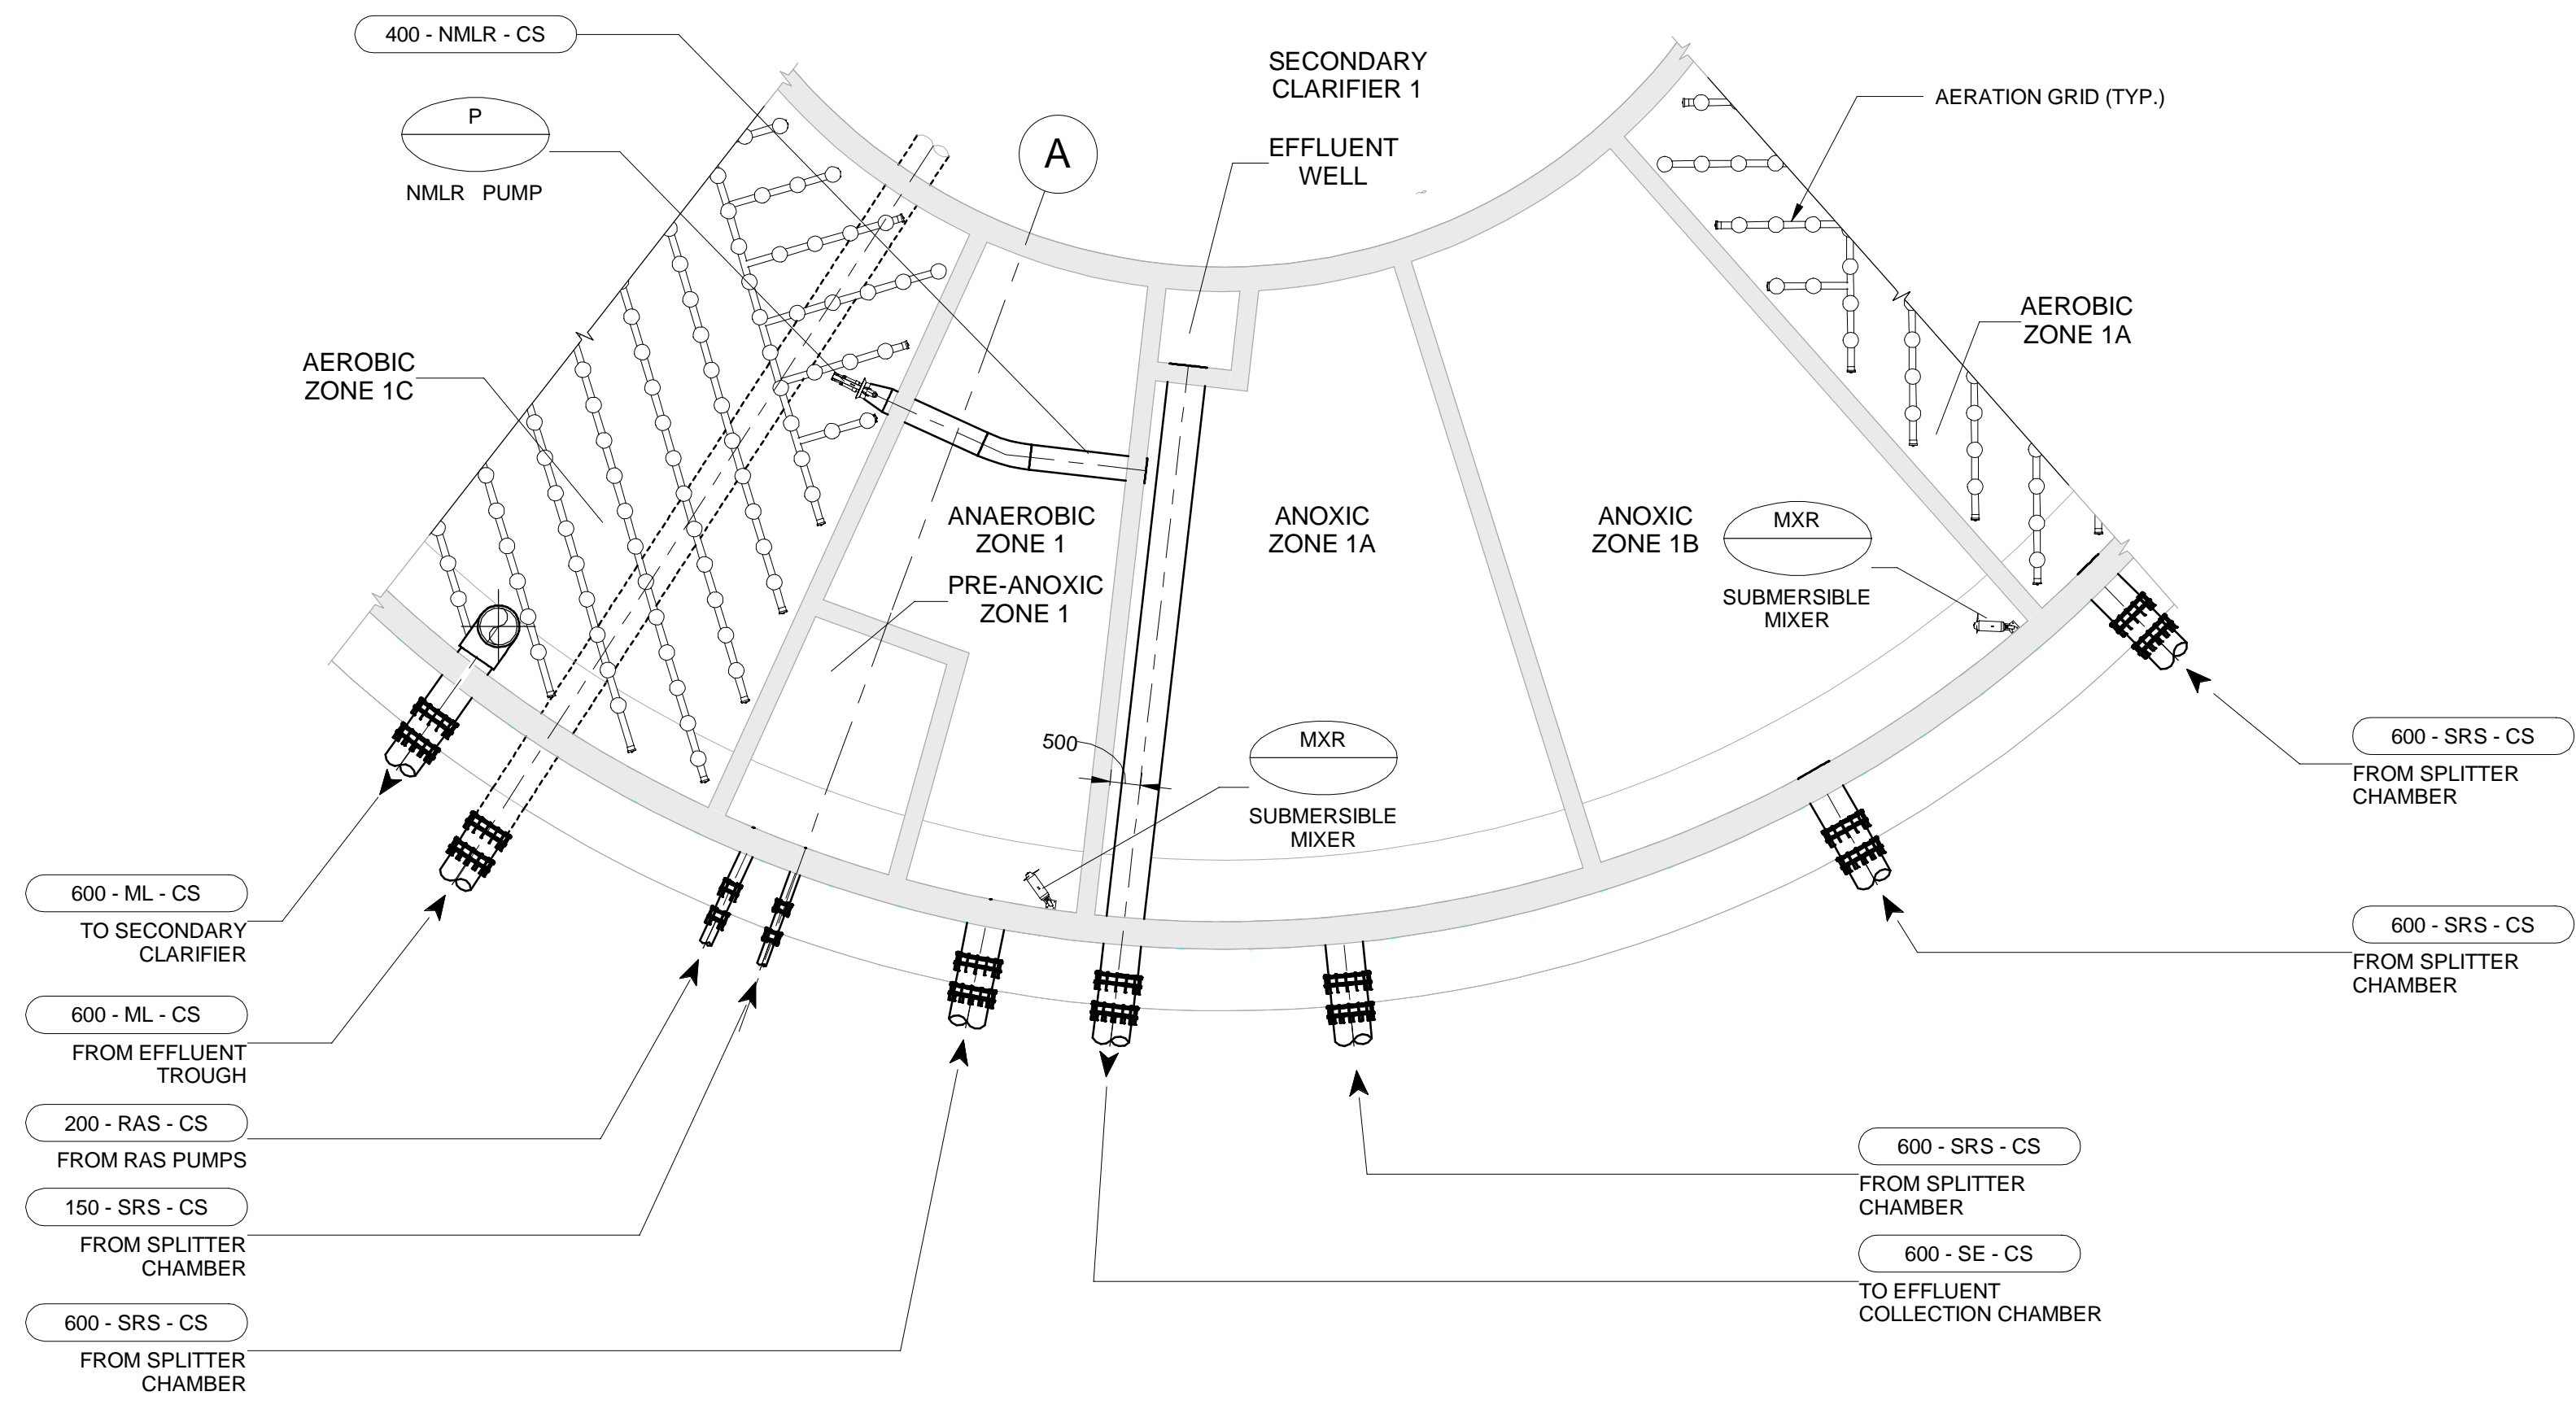 400 - NMLR - CS
P
NMLR PUMP
A
SECONDARY
CLARIFIER 1
EFFLUENT
WELL
AERATION GRID (TYP.)
AEROBIC
ZONE 1A
AEROBIC
ZONE 1C
ANAEROBIC
ZONE 1
PRE-ANOXIC
ZONE 1
ANOXIC
ZONE 1A
ANOXIC
ZONE 1B
MXR
SUBMERSIBLE
MIXER
500
MXR
SUBMERSIBLE
MIXER
600 - SRS - CS
FROM SPLITTER
CHAMBER
600 - SRS - CS
FROM SPLITTER
CHAMBER
600 - ML - CS
TO SECONDARY
CLARIFIER
600 - ML - CS
FROM EFFLUENT
TROUGH
200 - RAS - CS
FROM RAS PUMPS
150 - SRS - CS
FROM SPLITTER
CHAMBER
600 - SRS - CS
FROM SPLITTER
CHAMBER
600 - SRS - CS
FROM SPLITTER
CHAMBER
600 - SE - CS
TO EFFLUENT
COLLECTION CHAMBER